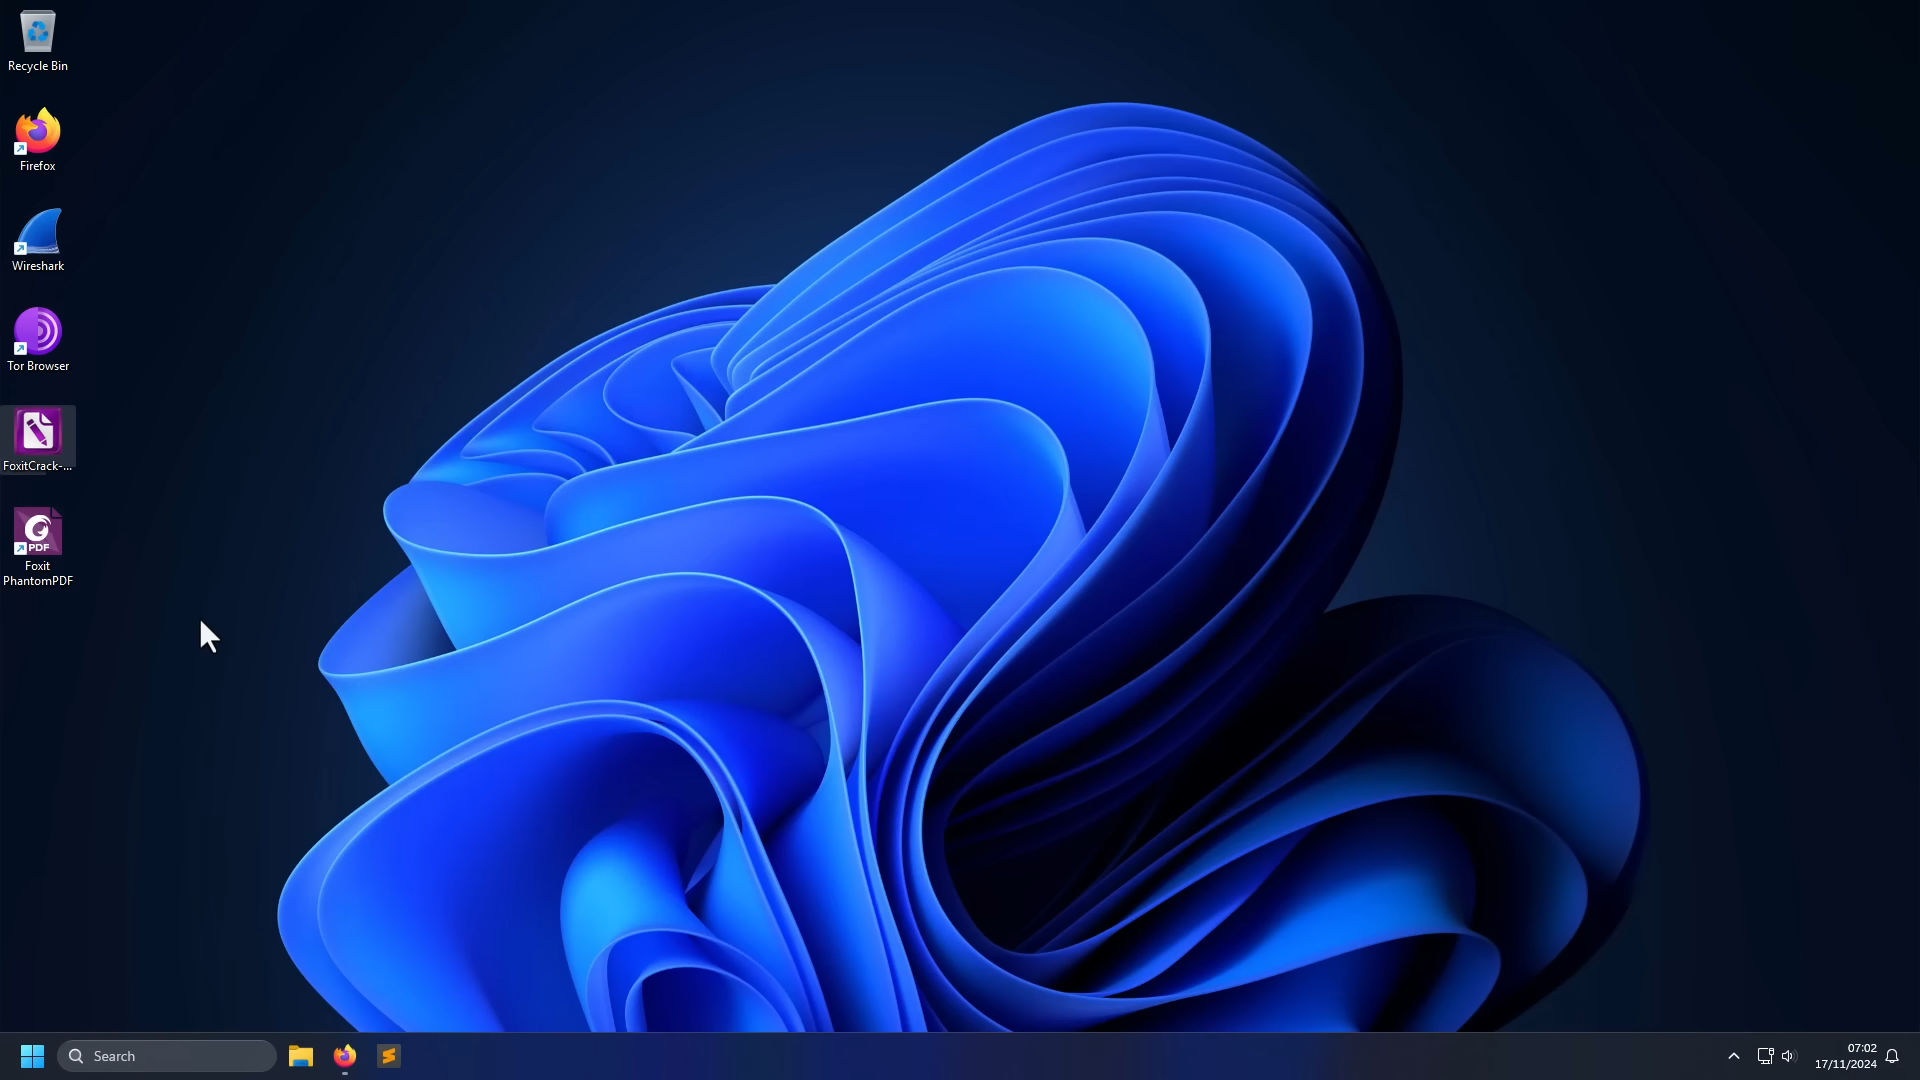 Recycle Bin
Firefox
Wireshark
Tor Browser
FoxitCrack-...
PDF
Foxit
PhantomPDF
Search
07:02
17/11/2024